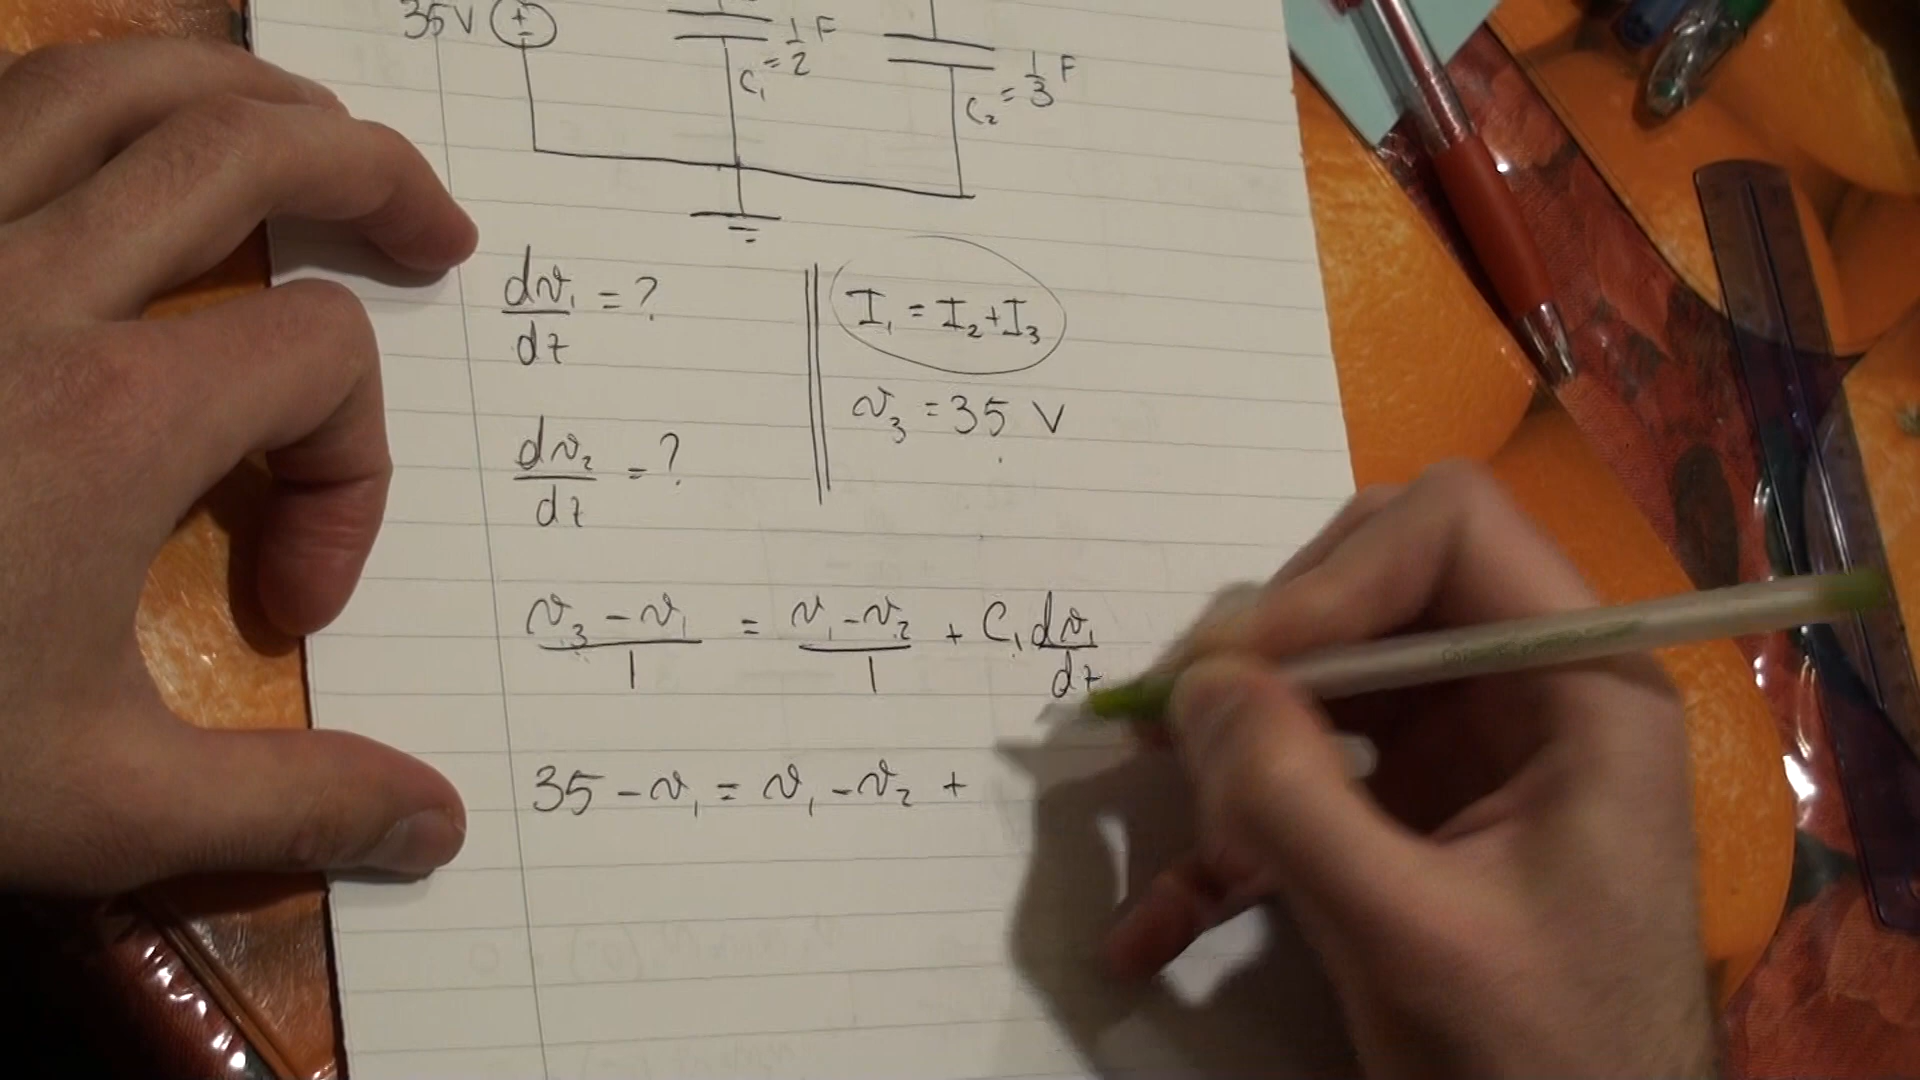 35V
C₁ = 1/2 F
C₂ = 1/3 F
dv₁/dt = ?
I₁ = I₂ + I₃
v₃ = 35 V
dv₂/dt = ?
(v₃ - v₁)/1 = (v₁ - v₂)/1 + C₁ dv₁/dt
35 - v₁ = v₁ - v₂ +